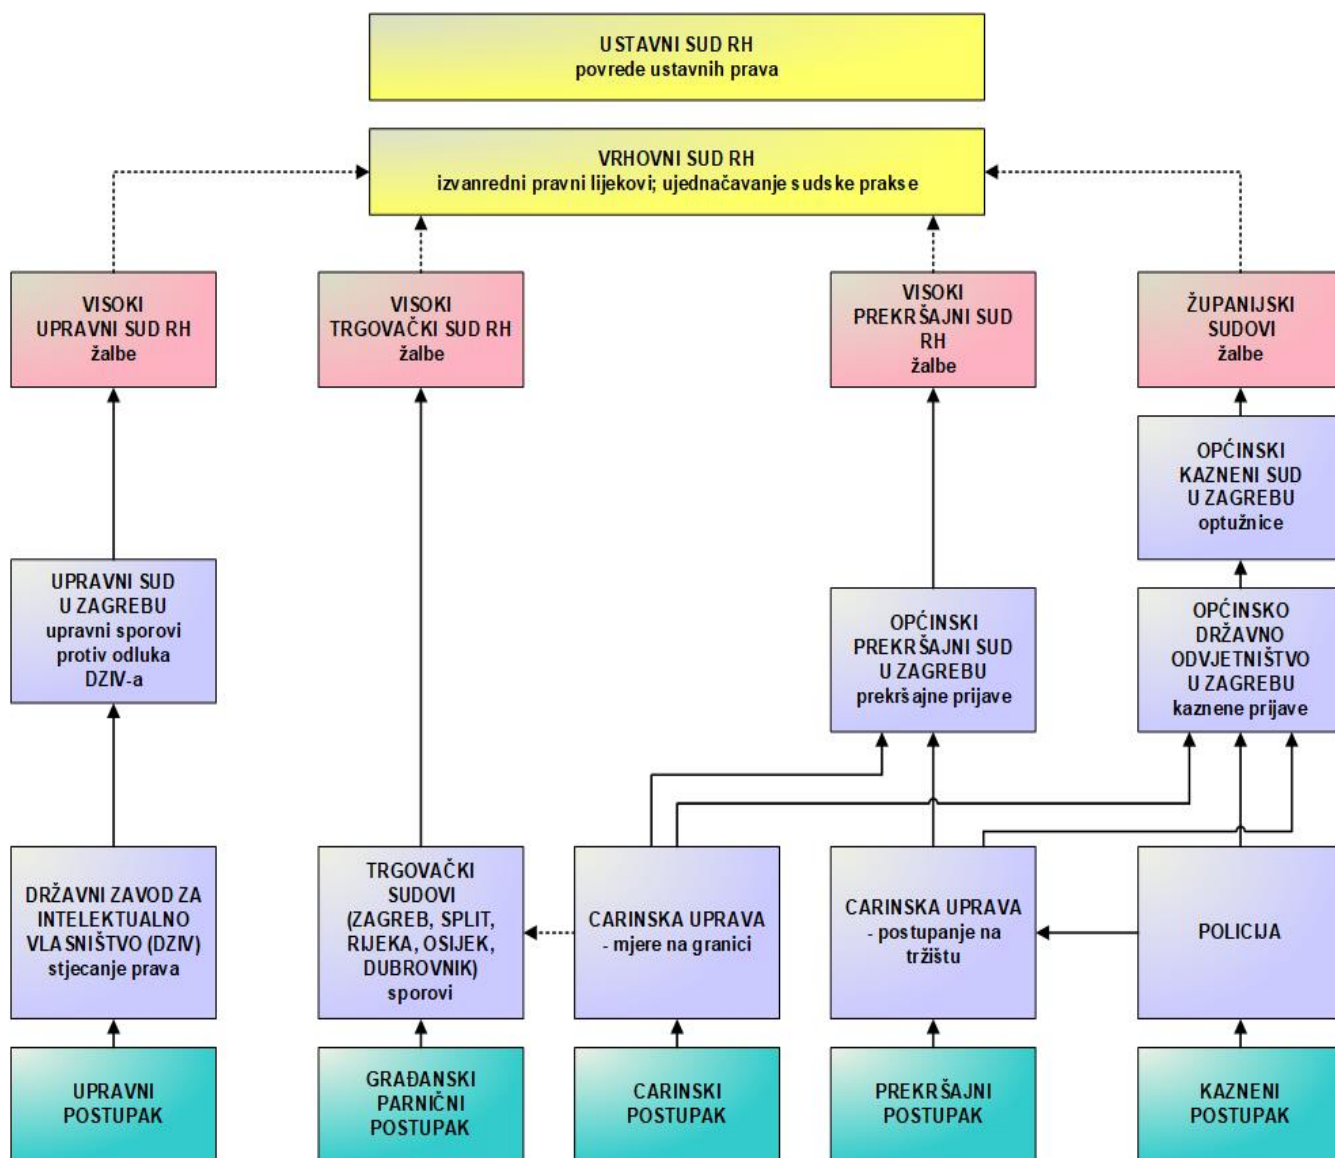 USTAVNI SUD RH
povrede ustavnih prava
VRHOVNI SUD RH
izvanredni pravni lijekovi; ujednačavanje sudske prakse
VISOKI
UPRAVNI SUD RH
žalbe
VISOKI
TRGOVAČKI SUD RH
žalbe
VISOKI
PREKRŠAJNI SUD
RH
žalbe
ŽUPANIJSKI
SUDOVI
žalbe
OPĆINSKI
KAZNENI SUD
U ZAGREBU
optužnice
UPRAVNI SUD
U ZAGREBU
upravni sporovi
protiv odluka
DZIV-a
OPĆINSKI
PREKRŠAJNI SUD
U ZAGREBU
prekršajne prijave
OPĆINSKO
DRŽAVNO
ODVJETNIŠTVO
U ZAGREBU
kaznene prijave
DRŽAVNI ZAVOD ZA
INTELEKTUALNO
VLASNIŠTVO (DZIV)
stjecanje prava
TRGOVAČKI
SUDOVI
(ZAGREB, SPLIT,
RIJEKA, OSIJEK,
DUBROVNIK)
sporovi
CARINSKA UPRAVA
- mjere na granici
CARINSKA UPRAVA
- postupanje na
tržištu
POLICIJA
UPRAVNI
POSTUPAK
GRAĐANSKI
PARNIČNI
POSTUPAK
CARINSKI
POSTUPAK
PREKRŠAJNI
POSTUPAK
KAZNENI
POSTUPAK